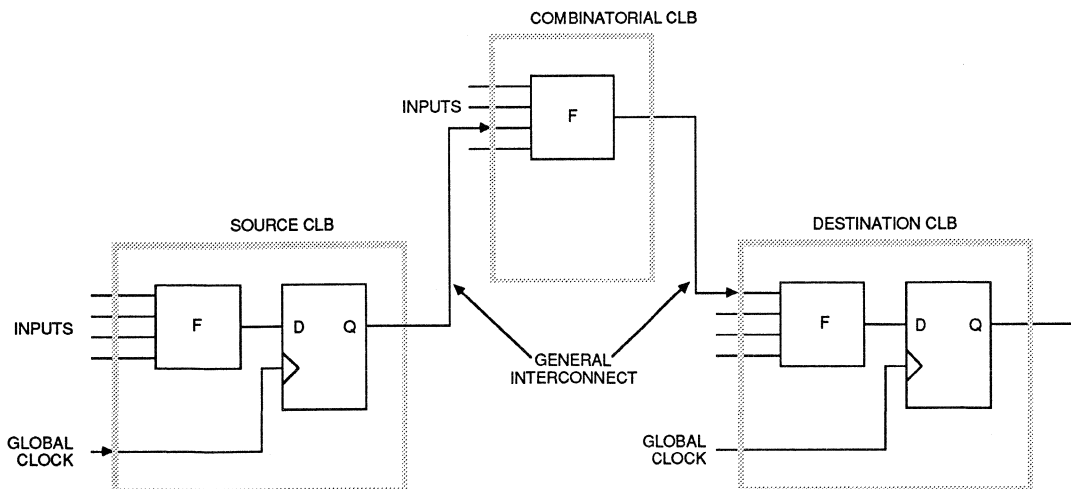 COMBINATORIAL CLB
INPUTS
F
SOURCE CLB
DESTINATION CLB
INPUTS
F
D
Q
GENERAL
INTERCONNECT
F
D
Q
GLOBAL
CLOCK
GLOBAL
CLOCK